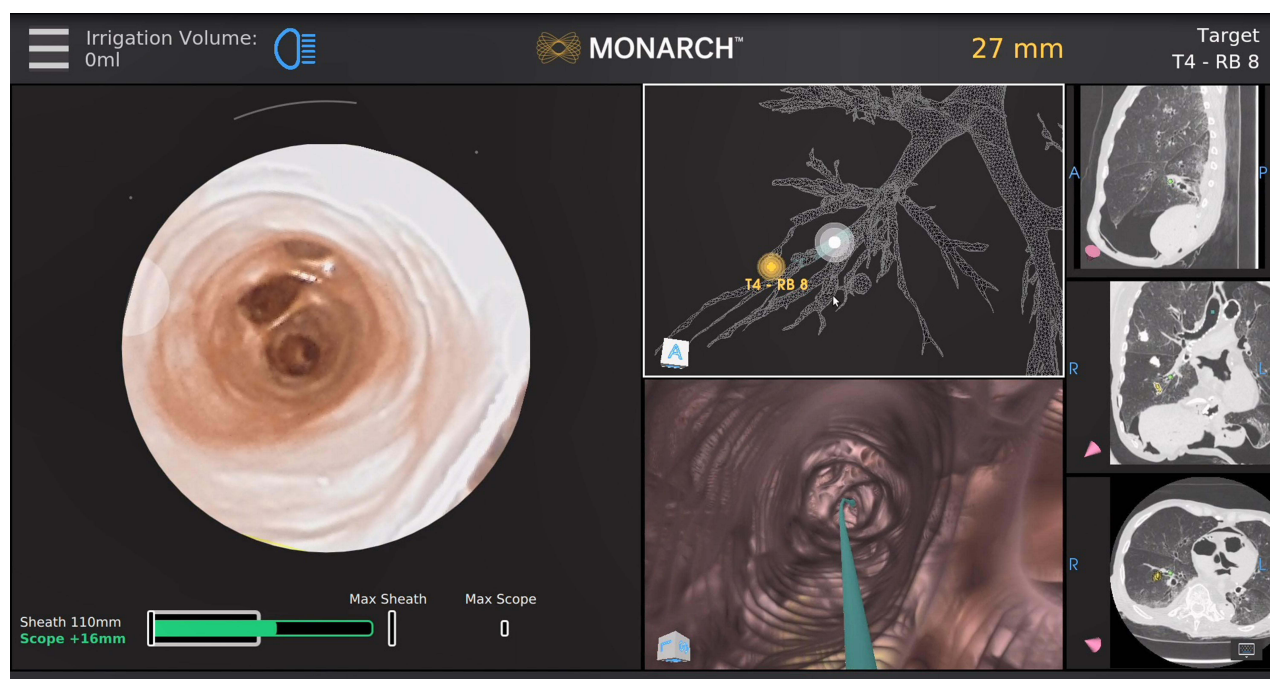 Irrigation Volume:
0ml
MONARCH™
27 mm
Target
T4 - RB 8
T4 - RB 8
A
A
P
R
L
R
L
Max Sheath
Max Scope
Sheath 110mm
Scope +16mm